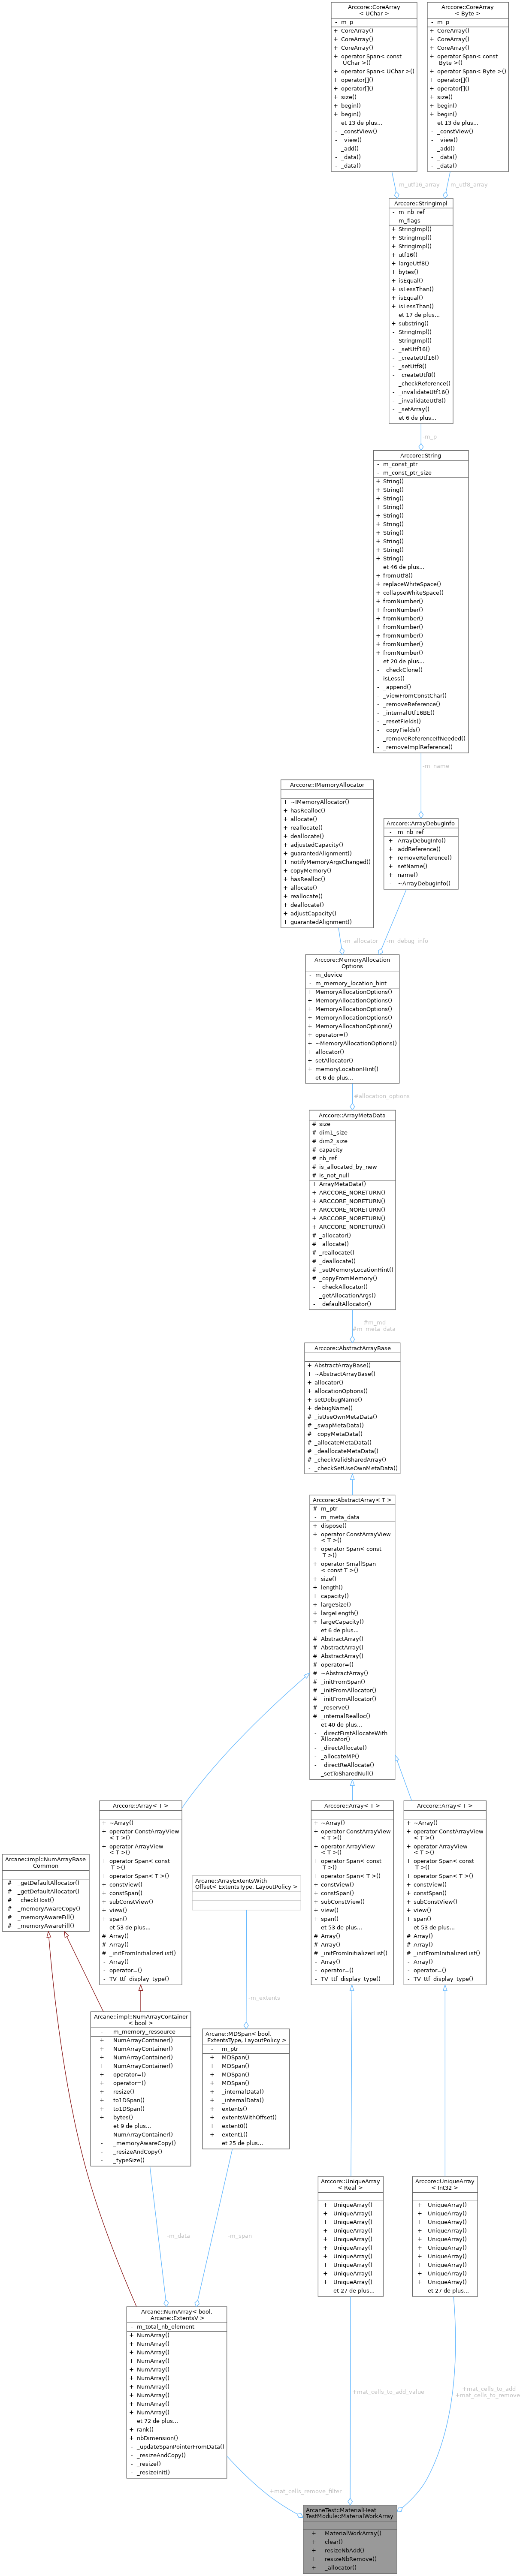 Arccore::CoreArray
< UChar >
- m_p
+ CoreArray()
+ CoreArray()
+ CoreArray()
+ operator Span< const
UChar >()
+ operator Span< UChar >()
+ operator[]()
+ operator[]()
+ size()
+ begin()
+ begin()
et 13 de plus...
- _constView()
- _view()
- _add()
- _data()
- _data()
Arccore::CoreArray
< Byte >
- m_p
+ CoreArray()
+ CoreArray()
+ CoreArray()
+ operator Span< const
Byte >()
+ operator Span< Byte >()
+ operator[]()
+ operator[]()
+ size()
+ begin()
+ begin()
et 13 de plus...
- _constView()
- _view()
- _add()
- _data()
- _data()
-m_utf16_array
-m_utf8_array
Arccore::StringImpl
- m_nb_ref
- m_flags
+ StringImpl()
+ StringImpl()
+ StringImpl()
+ utf16()
+ largeUtf8()
+ bytes()
+ isEqual()
+ isLessThan()
+ isEqual()
+ isLessThan()
et 17 de plus...
+ substring()
- StringImpl()
- StringImpl()
- _setUtf16()
- _createUtf16()
- _setUtf8()
- _createUtf8()
- _checkReference()
- _invalidateUtf16()
- _invalidateUtf8()
- _setArray()
et 6 de plus...
-m_p
Arccore::String
- m_const_ptr
- m_const_ptr_size
+ String()
+ String()
+ String()
+ String()
+ String()
+ String()
+ String()
+ String()
+ String()
+ String()
et 46 de plus...
+ fromUtf8()
+ replaceWhiteSpace()
+ collapseWhiteSpace()
+ fromNumber()
+ fromNumber()
+ fromNumber()
+ fromNumber()
+ fromNumber()
+ fromNumber()
+ fromNumber()
et 20 de plus...
- _checkClone()
- isLess()
- _append()
- _viewFromConstChar()
- _removeReference()
- _internalUtf16BE()
- _resetFields()
- _copyFields()
- _removeReferenceIfNeeded()
- _removeImplReference()
-m_name
Arccore::IMemoryAllocator
+ ~IMemoryAllocator()
+ hasRealloc()
+ allocate()
+ reallocate()
+ deallocate()
+ adjustedCapacity()
+ guarantedAlignment()
+ notifyMemoryArgsChanged()
+ copyMemory()
+ hasRealloc()
+ allocate()
+ reallocate()
+ deallocate()
+ adjustCapacity()
+ guarantedAlignment()
Arccore::ArrayDebugInfo
- m_nb_ref
+ ArrayDebugInfo()
+ addReference()
+ removeReference()
+ setName()
+ name()
- ~ArrayDebugInfo()
-m_allocator
-m_debug_info
Arccore::MemoryAllocation
Options
- m_device
- m_memory_location_hint
+ MemoryAllocationOptions()
+ MemoryAllocationOptions()
+ MemoryAllocationOptions()
+ MemoryAllocationOptions()
+ MemoryAllocationOptions()
+ operator=()
+ ~MemoryAllocationOptions()
+ allocator()
+ setAllocator()
+ memoryLocationHint()
et 6 de plus...
#allocation_options
Arccore::ArrayMetaData
# size
# dim1_size
# dim2_size
# capacity
# nb_ref
# is_allocated_by_new
# is_not_null
+ ArrayMetaData()
+ ARCCORE_NORETURN()
+ ARCCORE_NORETURN()
+ ARCCORE_NORETURN()
+ ARCCORE_NORETURN()
+ ARCCORE_NORETURN()
# _allocator()
# _allocate()
# _reallocate()
# _deallocate()
# _setMemoryLocationHint()
# _copyFromMemory()
- _checkAllocator()
- _getAllocationArgs()
- _defaultAllocator()
#m_md
#m_meta_data
Arccore::AbstractArrayBase
+ AbstractArrayBase()
+ ~AbstractArrayBase()
+ allocator()
+ allocationOptions()
+ setDebugName()
+ debugName()
# _isUseOwnMetaData()
# _swapMetaData()
# _copyMetaData()
# _allocateMetaData()
# _deallocateMetaData()
# _checkValidSharedArray()
- _checkSetUseOwnMetaData()
Arccore::AbstractArray< T >
# m_ptr
- m_meta_data
+ dispose()
+ operator ConstArrayView
< T >()
+ operator Span< const
T >()
+ operator SmallSpan
< const T >()
+ size()
+ length()
+ capacity()
+ largeSize()
+ largeLength()
+ largeCapacity()
et 6 de plus...
# AbstractArray()
# AbstractArray()
# AbstractArray()
# operator=()
# ~AbstractArray()
# _initFromSpan()
# _initFromAllocator()
# _initFromAllocator()
# _reserve()
# _internalRealloc()
et 40 de plus...
- _directFirstAllocateWith
Allocator()
- _directAllocate()
- _allocateMP()
- _directReAllocate()
- _setToSharedNull()
Arccore::Array< T >
+ ~Array()
+ operator ConstArrayView
< T >()
+ operator ArrayView
< T >()
+ operator Span< const
T >()
+ operator Span< T >()
+ constView()
+ constSpan()
+ subConstView()
+ view()
+ span()
et 53 de plus...
# Array()
# Array()
# _initFromInitializerList()
- Array()
- operator=()
- TV_ttf_display_type()
Arccore::Array< T >
+ ~Array()
+ operator ConstArrayView
< T >()
+ operator ArrayView
< T >()
+ operator Span< const
T >()
+ operator Span< T >()
+ constView()
+ constSpan()
+ subConstView()
+ view()
+ span()
et 53 de plus...
# Array()
# Array()
# _initFromInitializerList()
- Array()
- operator=()
- TV_ttf_display_type()
Arccore::Array< T >
+ ~Array()
+ operator ConstArrayView
< T >()
+ operator ArrayView
< T >()
+ operator Span< const
T >()
+ operator Span< T >()
+ constView()
+ constSpan()
+ subConstView()
+ view()
+ span()
et 53 de plus...
# Array()
# Array()
# _initFromInitializerList()
- Array()
- operator=()
- TV_ttf_display_type()
Arcane::impl::NumArrayBase
Common
# _getDefaultAllocator()
# _getDefaultAllocator()
# _checkHost()
# _memoryAwareCopy()
# _memoryAwareFill()
# _memoryAwareFill()
Arcane::ArrayExtentsWith
Offset< ExtentsType, LayoutPolicy >
-m_extents
Arcane::impl::NumArrayContainer
< bool >
- m_memory_ressource
+ NumArrayContainer()
+ NumArrayContainer()
+ NumArrayContainer()
+ NumArrayContainer()
+ operator=()
+ operator=()
+ resize()
+ to1DSpan()
+ to1DSpan()
+ bytes()
et 9 de plus...
- NumArrayContainer()
- _memoryAwareCopy()
- _resizeAndCopy()
- _typeSize()
Arcane::MDSpan< bool,
ExtentsType, LayoutPolicy >
- m_ptr
+ MDSpan()
+ MDSpan()
+ MDSpan()
+ MDSpan()
+ _internalData()
+ _internalData()
+ extents()
+ extentsWithOffset()
+ extent0()
+ extent1()
et 25 de plus...
Arccore::UniqueArray
< Real >
+ UniqueArray()
+ UniqueArray()
+ UniqueArray()
+ UniqueArray()
+ UniqueArray()
+ UniqueArray()
+ UniqueArray()
+ UniqueArray()
+ UniqueArray()
+ UniqueArray()
et 27 de plus...
Arccore::UniqueArray
< Int32 >
+ UniqueArray()
+ UniqueArray()
+ UniqueArray()
+ UniqueArray()
+ UniqueArray()
+ UniqueArray()
+ UniqueArray()
+ UniqueArray()
+ UniqueArray()
+ UniqueArray()
et 27 de plus...
-m_data
-m_span
Arcane::NumArray< bool,
Arcane::ExtentsV >
- m_total_nb_element
+ NumArray()
+ NumArray()
+ NumArray()
+ NumArray()
+ NumArray()
+ NumArray()
+ NumArray()
+ NumArray()
+ NumArray()
+ NumArray()
et 72 de plus...
+ rank()
+ nbDimension()
- _updateSpanPointerFromData()
- _resizeAndCopy()
- _resize()
- _resizeInit()
+mat_cells_to_add_value
+mat_cells_to_add
+mat_cells_to_remove
+mat_cells_remove_filter
ArcaneTest::MaterialHeat
TestModule::MaterialWorkArray
+ MaterialWorkArray()
+ clear()
+ resizeNbAdd()
+ resizeNbRemove()
+ _allocator()